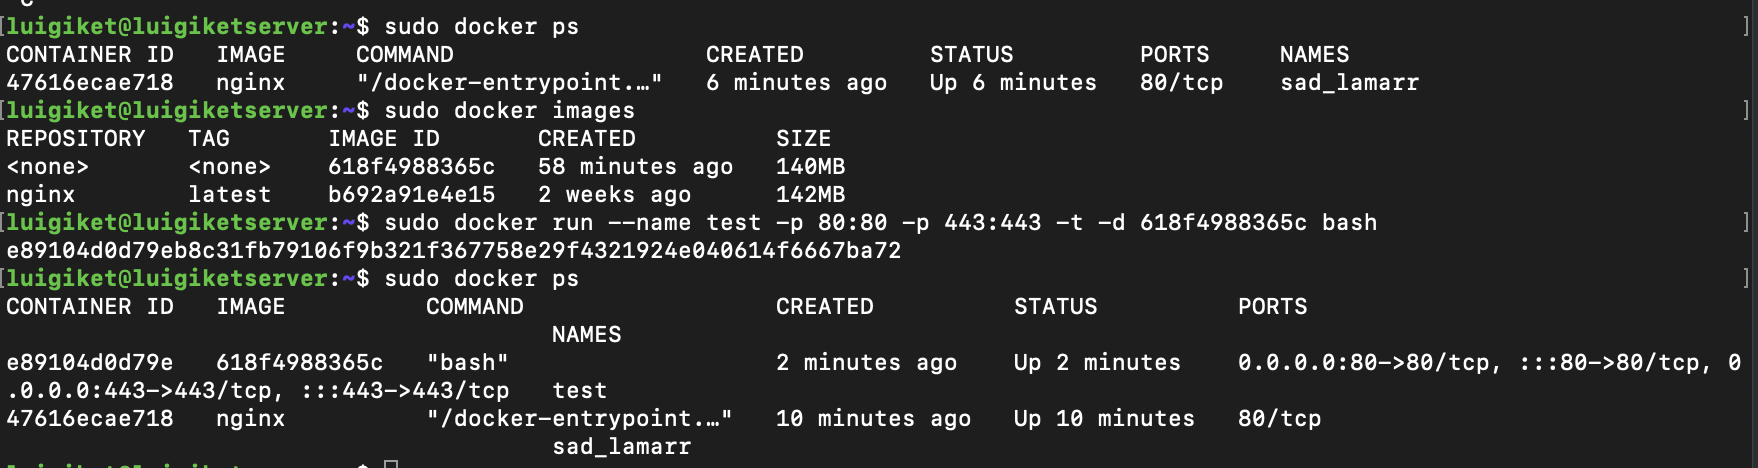 [luigiket@luigiketserver:~$ sudo docker ps ]
CONTAINER ID   IMAGE     COMMAND                  CREATED         STATUS         PORTS     NAMES
47616ecae718   nginx     "/docker-entrypoint.…"   6 minutes ago   Up 6 minutes   80/tcp    sad_lamarr
[luigiket@luigiketserver:~$ sudo docker images ]
REPOSITORY   TAG       IMAGE ID       CREATED          SIZE
<none>       <none>    618f4988365c   58 minutes ago   140MB
nginx        latest    b692a91e4e15   2 weeks ago      142MB
[luigiket@luigiketserver:~$ sudo docker run --name test -p 80:80 -p 443:443 -t -d 618f4988365c bash ]
e89104d0d79eb8c31fb79106f9b321f367758e29f4321924e040614f6667ba72
[luigiket@luigiketserver:~$ sudo docker ps ]
CONTAINER ID   IMAGE          COMMAND                  CREATED          STATUS          PORTS
NAMES
e89104d0d79e   618f4988365c   "bash"                   2 minutes ago    Up 2 minutes    0.0.0.0:80->80/tcp, :::80->80/tcp, 0
.0.0.0:443->443/tcp, :::443->443/tcp   test
47616ecae718   nginx          "/docker-entrypoint.…"   10 minutes ago   Up 10 minutes   80/tcp
sad_lamarr